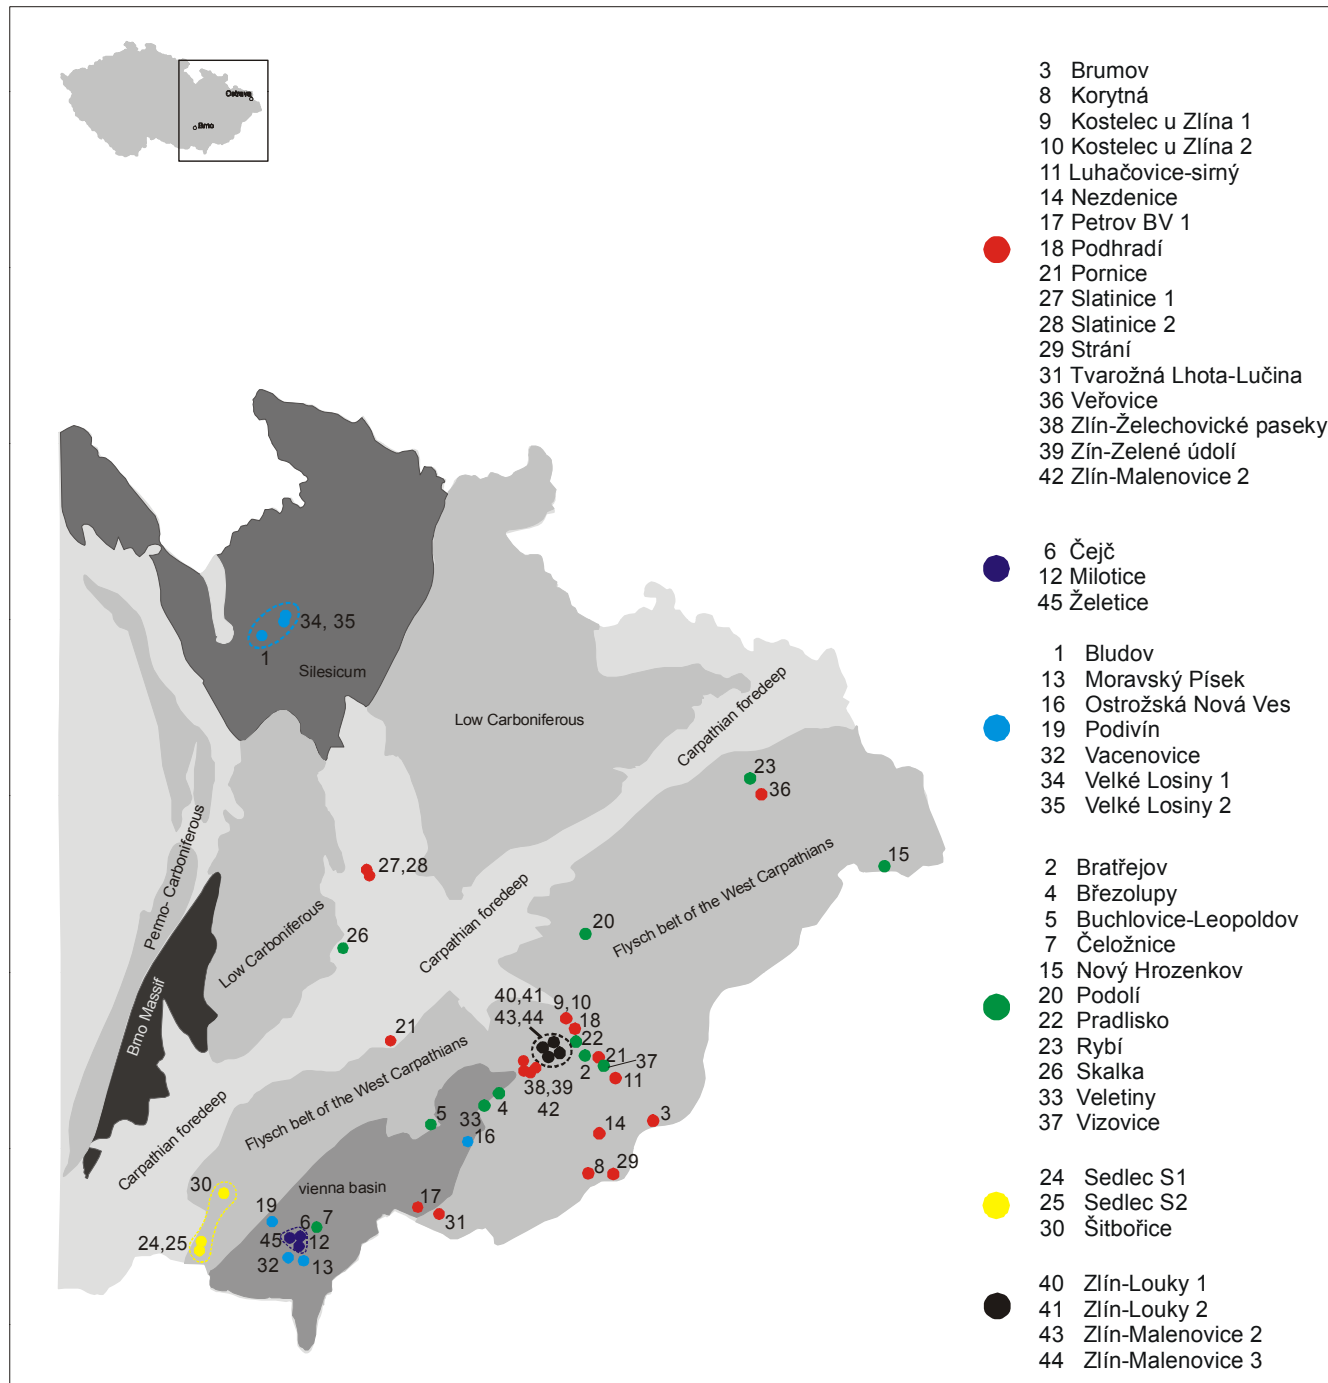 Ostrava
Brno
3 Brumov
8 Korytná
9 Kostelec u Zlína 1
10 Kostelec u Zlína 2
11 Luhačovice-sirný
14 Nezdenice
17 Petrov BV 1
18 Podhradí
21 Pornice
27 Slatinice 1
28 Slatinice 2
29 Strání
31 Tvarožná Lhota-Lučina
36 Veřovice
38 Zlín-Želechovické paseky
39 Zín-Zelené údolí
42 Zlín-Malenovice 2
6 Čejč
12 Milotice
45 Želetice
1 Bludov
13 Moravský Písek
16 Ostrožská Nová Ves
19 Podivín
32 Vacenovice
34 Velké Losiny 1
35 Velké Losiny 2
2 Bratřejov
4 Březolupy
5 Buchlovice-Leopoldov
7 Čeložnice
15 Nový Hrozenkov
20 Podolí
22 Pradlisko
23 Rybí
26 Skalka
33 Veletiny
37 Vizovice
24 Sedlec S1
25 Sedlec S2
30 Šitbořice
40 Zlín-Louky 1
41 Zlín-Louky 2
43 Zlín-Malenovice 2
44 Zlín-Malenovice 3
34, 35
1
Silesicum
Low Carboniferous
Carpathian foredeep
23
36
15
Flysch belt of the West Carpathians
20
27,28
26
Low Carboniferous
Permo- Carboniferous
Brno Massif
Carpathian foredeep
40,41
43,44
9,10
18
22
21
37
2
11
38,39
42
21
Flysch belt of the West Carpathians
4
33
5
16
3
14
8
29
Carpathian foredeep
vienna basin
30
19
6
7
45
12
24,25
32
13
17
31